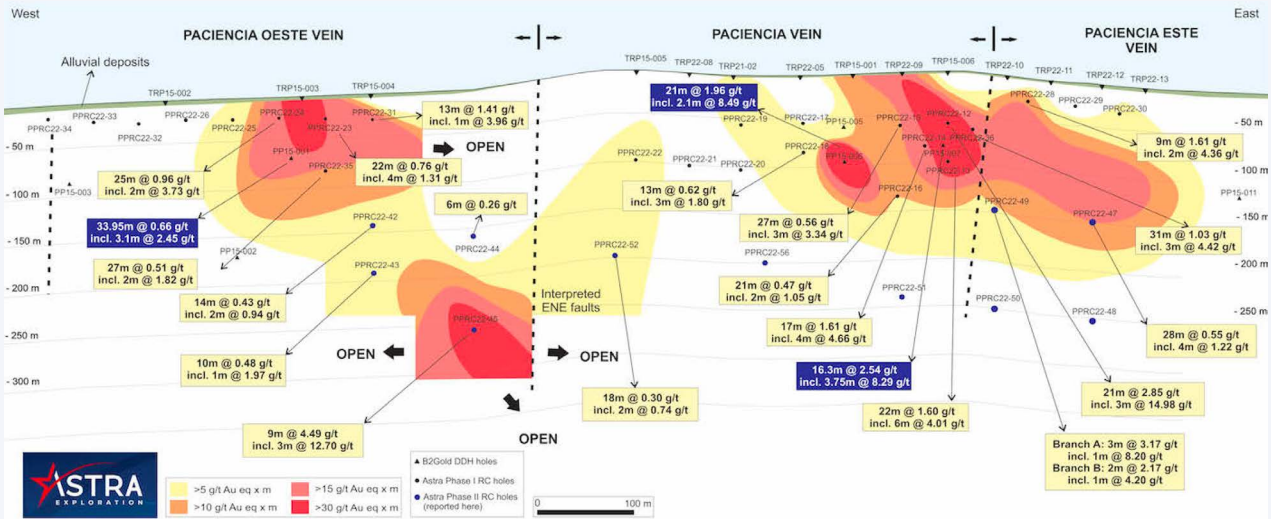 West
East
PACIENCIA OESTE VEIN
PACIENCIA VEIN
PACIENCIA ESTE
VEIN
Alluvial deposits
TRP15-002
TRP15-003
TRP15-004
TRP15-005
TRP22-08
TRP21-02
TRP22-05
TRP15-001
TRP22-09
TRP15-006
TRP22-10
TRP22-11
TRP22-12
TRP22-13
PPRC22-34
PPRC22-33
PPRC22-32
PPRC22-26
PPRC22-25
PPRC22-24
PPRC22-23
PPRC22-31
PP15-001
PPRC22-35
PP15-003
PP15-002
PPRC22-42
PPRC22-43
PPRC22-44
PPRC22-45
PPRC22-22
PPRC22-21
PPRC22-20
PPRC22-19
PP15-005
PPRC22-16
PPRC22-12
PPRC22-28
PPRC22-29
PPRC22-30
PPRC22-49
PPRC22-47
PP15-011
PPRC22-52
PPRC22-56
PPRC22-51
PPRC22-50
PPRC22-48
- 50 m
- 100 m
- 150 m
- 200 m
- 250 m
- 300 m
-50 m
-100 m
-150 m
-200 m
-250 m
13m @ 1.41 g/t
incl. 1m @ 3.96 g/t
OPEN
22m @ 0.76 g/t
incl. 4m @ 1.31 g/t
25m @ 0.96 g/t
incl. 2m @ 3.73 g/t
33.95m @ 0.66 g/t
incl. 3.1m @ 2.45 g/t
27m @ 0.51 g/t
incl. 2m @ 1.82 g/t
14m @ 0.43 g/t
incl. 2m @ 0.94 g/t
10m @ 0.48 g/t
incl. 1m @ 1.97 g/t
9m @ 4.49 g/t
incl. 3m @ 12.70 g/t
6m @ 0.26 g/t
OPEN
OPEN
OPEN
Interpreted
ENE faults
21m @ 1.96 g/t
incl. 2.1m @ 8.49 g/t
13m @ 0.62 g/t
incl. 3m @ 1.80 g/t
27m @ 0.56 g/t
incl. 3m @ 3.34 g/t
21m @ 0.47 g/t
incl. 2m @ 1.05 g/t
17m @ 1.61 g/t
incl. 4m @ 4.66 g/t
16.3m @ 2.54 g/t
incl. 3.75m @ 8.29 g/t
18m @ 0.30 g/t
incl. 2m @ 0.74 g/t
22m @ 1.60 g/t
incl. 6m @ 4.01 g/t
9m @ 1.61 g/t
incl. 2m @ 4.36 g/t
31m @ 1.03 g/t
incl. 3m @ 4.42 g/t
28m @ 0.55 g/t
incl. 4m @ 1.22 g/t
21m @ 2.85 g/t
incl. 3m @ 14.98 g/t
Branch A: 3m @ 3.17 g/t
incl. 1m @ 8.20 g/t
Branch B: 2m @ 2.17 g/t
incl. 1m @ 4.20 g/t
ASTRA
EXPLORATION
>5 g/t Au eq x m
>15 g/t Au eq x m
>10 g/t Au eq x m
>30 g/t Au eq x m
B2Gold DDH holes
Astra Phase I RC holes
Astra Phase II RC holes
(reported here)
0
100 m